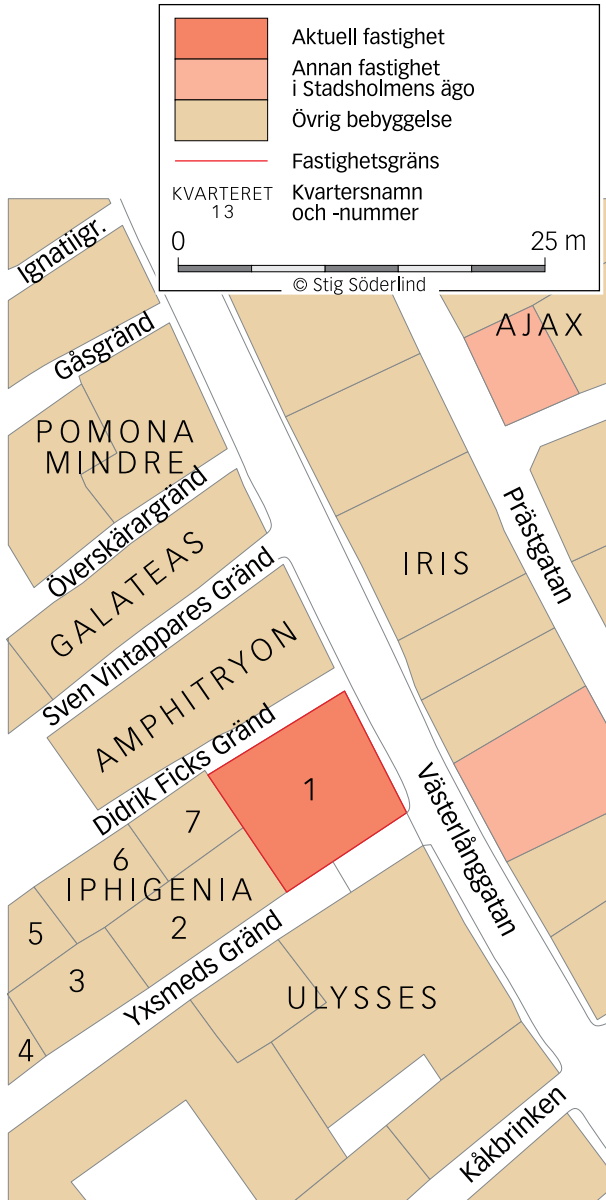 Aktuell fastighet
Annan fastighet
i Stadsholmens ägo
Övrig bebyggelse
Fastighetsgräns
KVARTERET
13
Kvartersnamn
och -nummer
0
25 m
© Stig Söderlind
Ignatiigr.
Gåsgränd
AJAX
POMONA
MINDRE
Överskärargränd
Prästgatan
GALATEAS
IRIS
Sven Vintappares Gränd
AMPHITRYON
Didrik Ficks Gränd
1
Västerlånggatan
7
6
IPHIGENIA
5
2
3
Yxsmeds Gränd
4
ULYSSES
Kåkbrinken